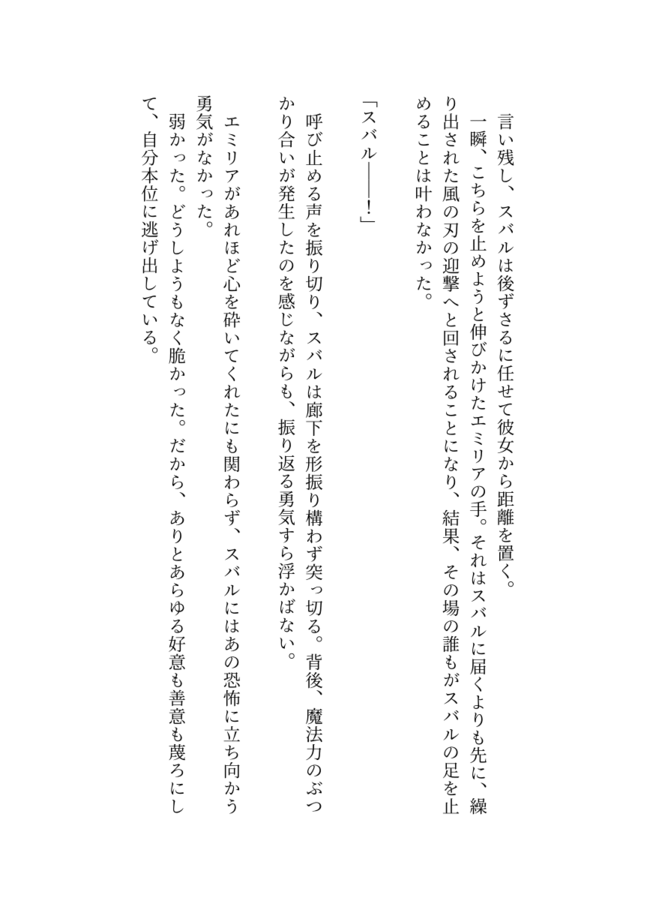 言い残し、スバルは後ずさるに任せて彼女から距離を置く。
　一瞬、こちらを止めようと伸びかけたエミリアの手。それはスバルに届くよりも先に、繰
り出された風の刃の迎撃へと回されることになり、結果、その場の誰もがスバルの足を止
めることは叶わなかった。
「スバル――！」
　呼び止める声を振り切り、スバルは廊下を形振り構わず突っ切る。背後、魔法力のぶつ
かり合いが発生したのを感じながらも、振り返る勇気すら浮かばない。
　エミリアがあれほど心を砕いてくれたにも関わらず、スバルにはあの恐怖に立ち向かう
勇気がなかった。
　弱かった。どうしようもなく脆かった。だから、ありとあらゆる好意も善意も蔑ろにし
て、自分本位に逃げ出している。